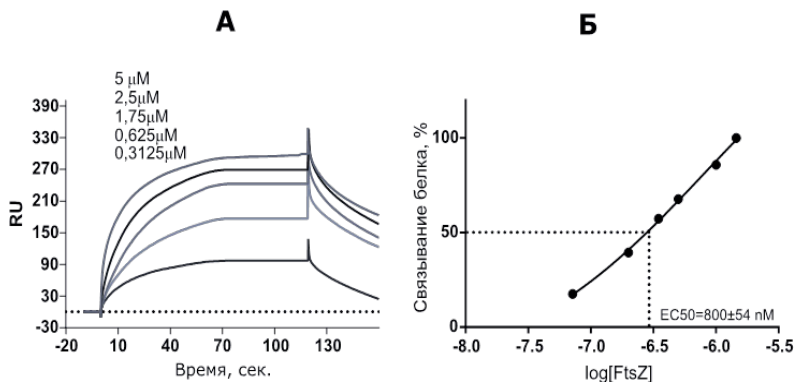 А
Б
5 μM
2,5μM
1,75μM
0,625μM
0,3125μM
390
330
270
210
150
90
30
-30
RU
-20 10 40 70 100 130
Время, сек.
Связывание белка, %
100
50
0
EC50=800±54 nM
-8.0 -7.5 -7.0 -6.5 -6.0 -5.5
log[FtsZ]